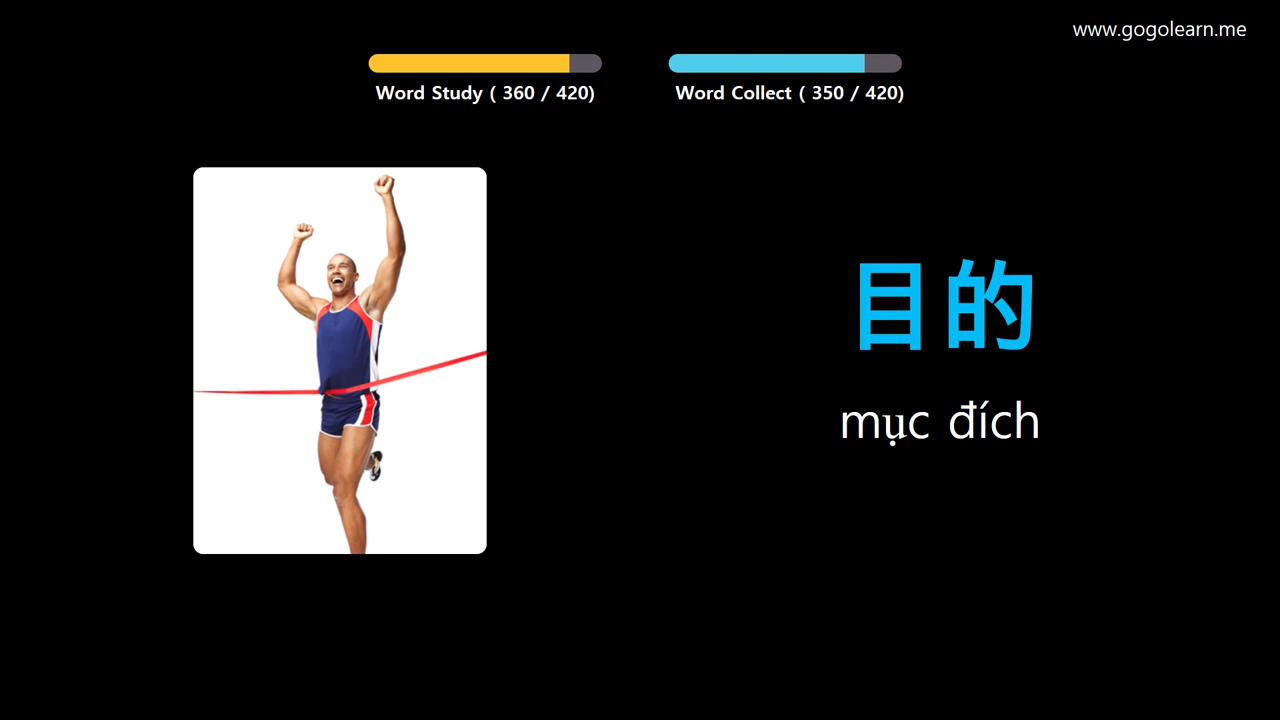 www.gogolearn.me
Word Study ( 360 / 420)
Word Collect ( 350 / 420)
目的
mục đích